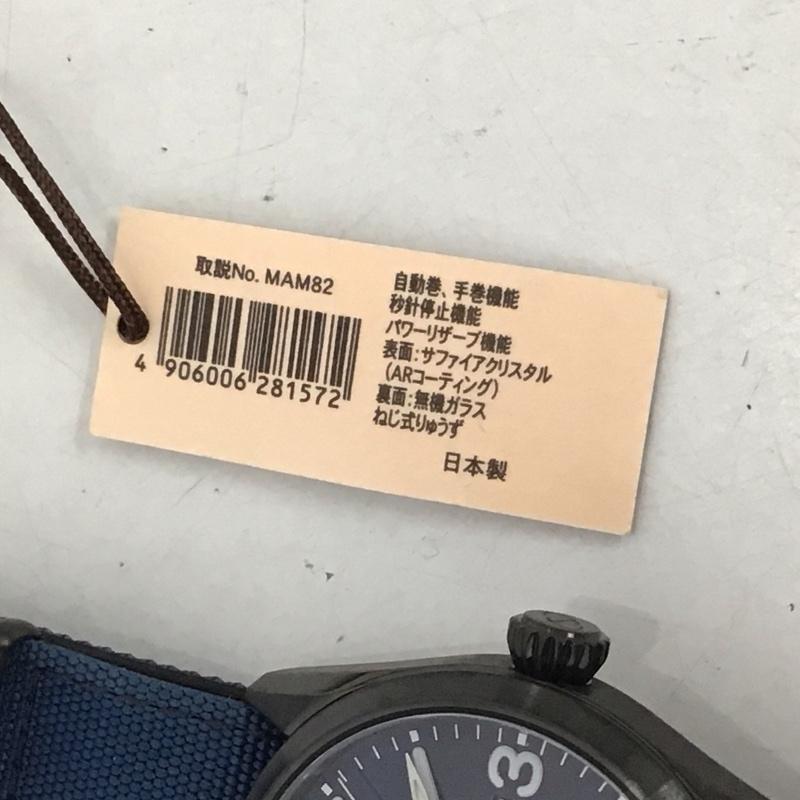 取説No. MAM82
4 906006 281572
自動巻、手巻機能
秒針停止機能
パワーリザーブ機能
表面:サファイアクリスタル
(ARコーティング)
裏面:無機ガラス
ねじ式りゅうず
日本製
3